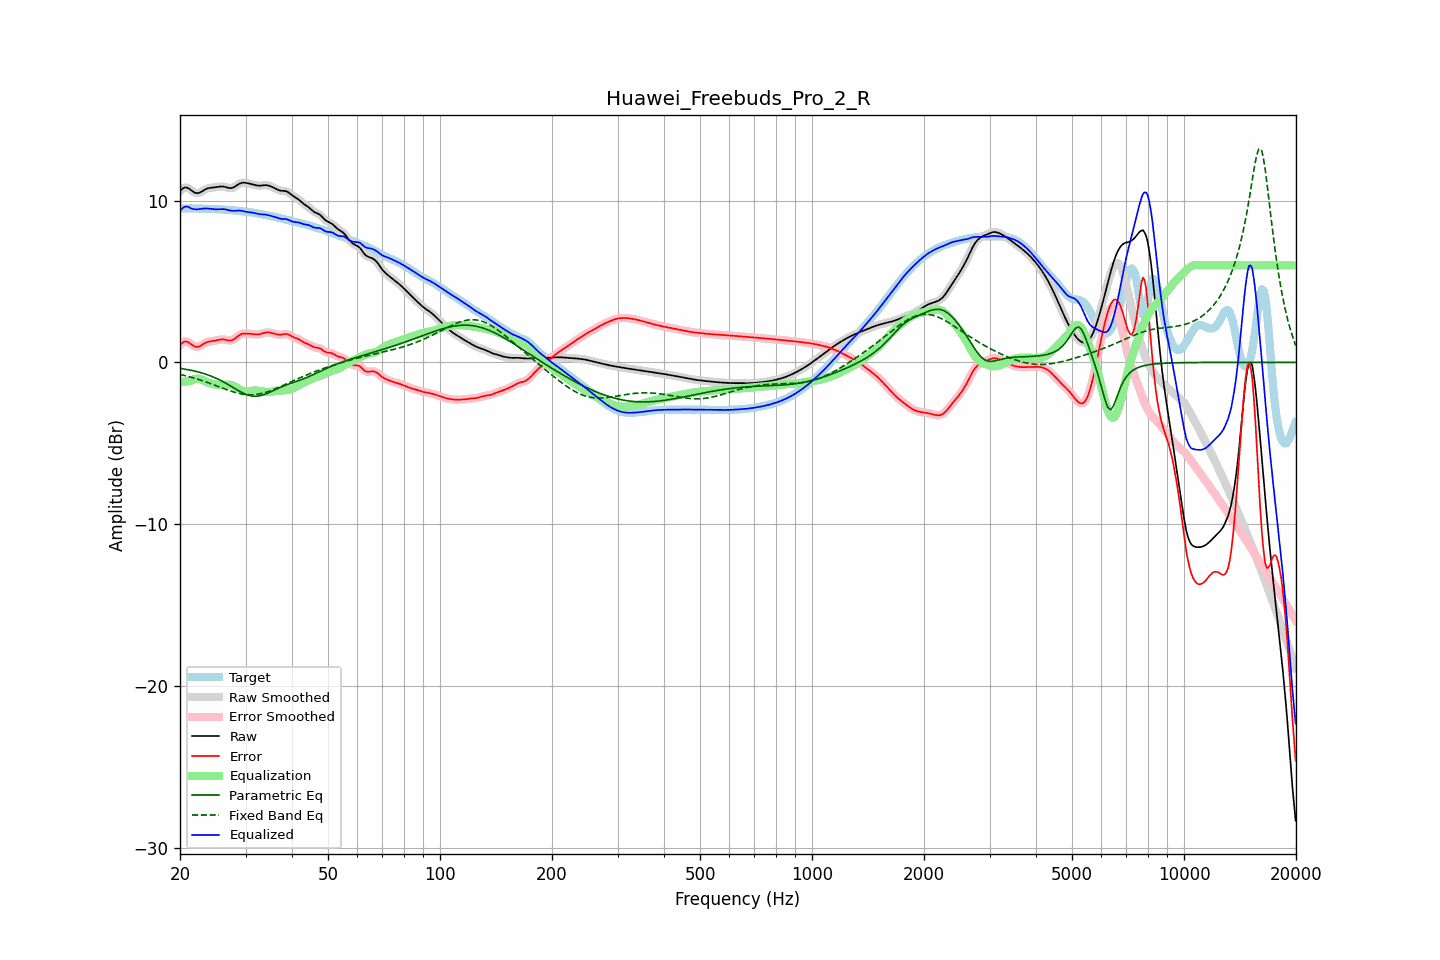 Huawei_Freebuds_Pro_2_R
Amplitude (dBr)
10
0
−10
−20
−30
Target
Raw Smoothed
Error Smoothed
Raw
Error
Equalization
Parametric Eq
Fixed Band Eq
Equalized
20
50
100
200
500
1000
2000
5000
10000
20000
Frequency (Hz)